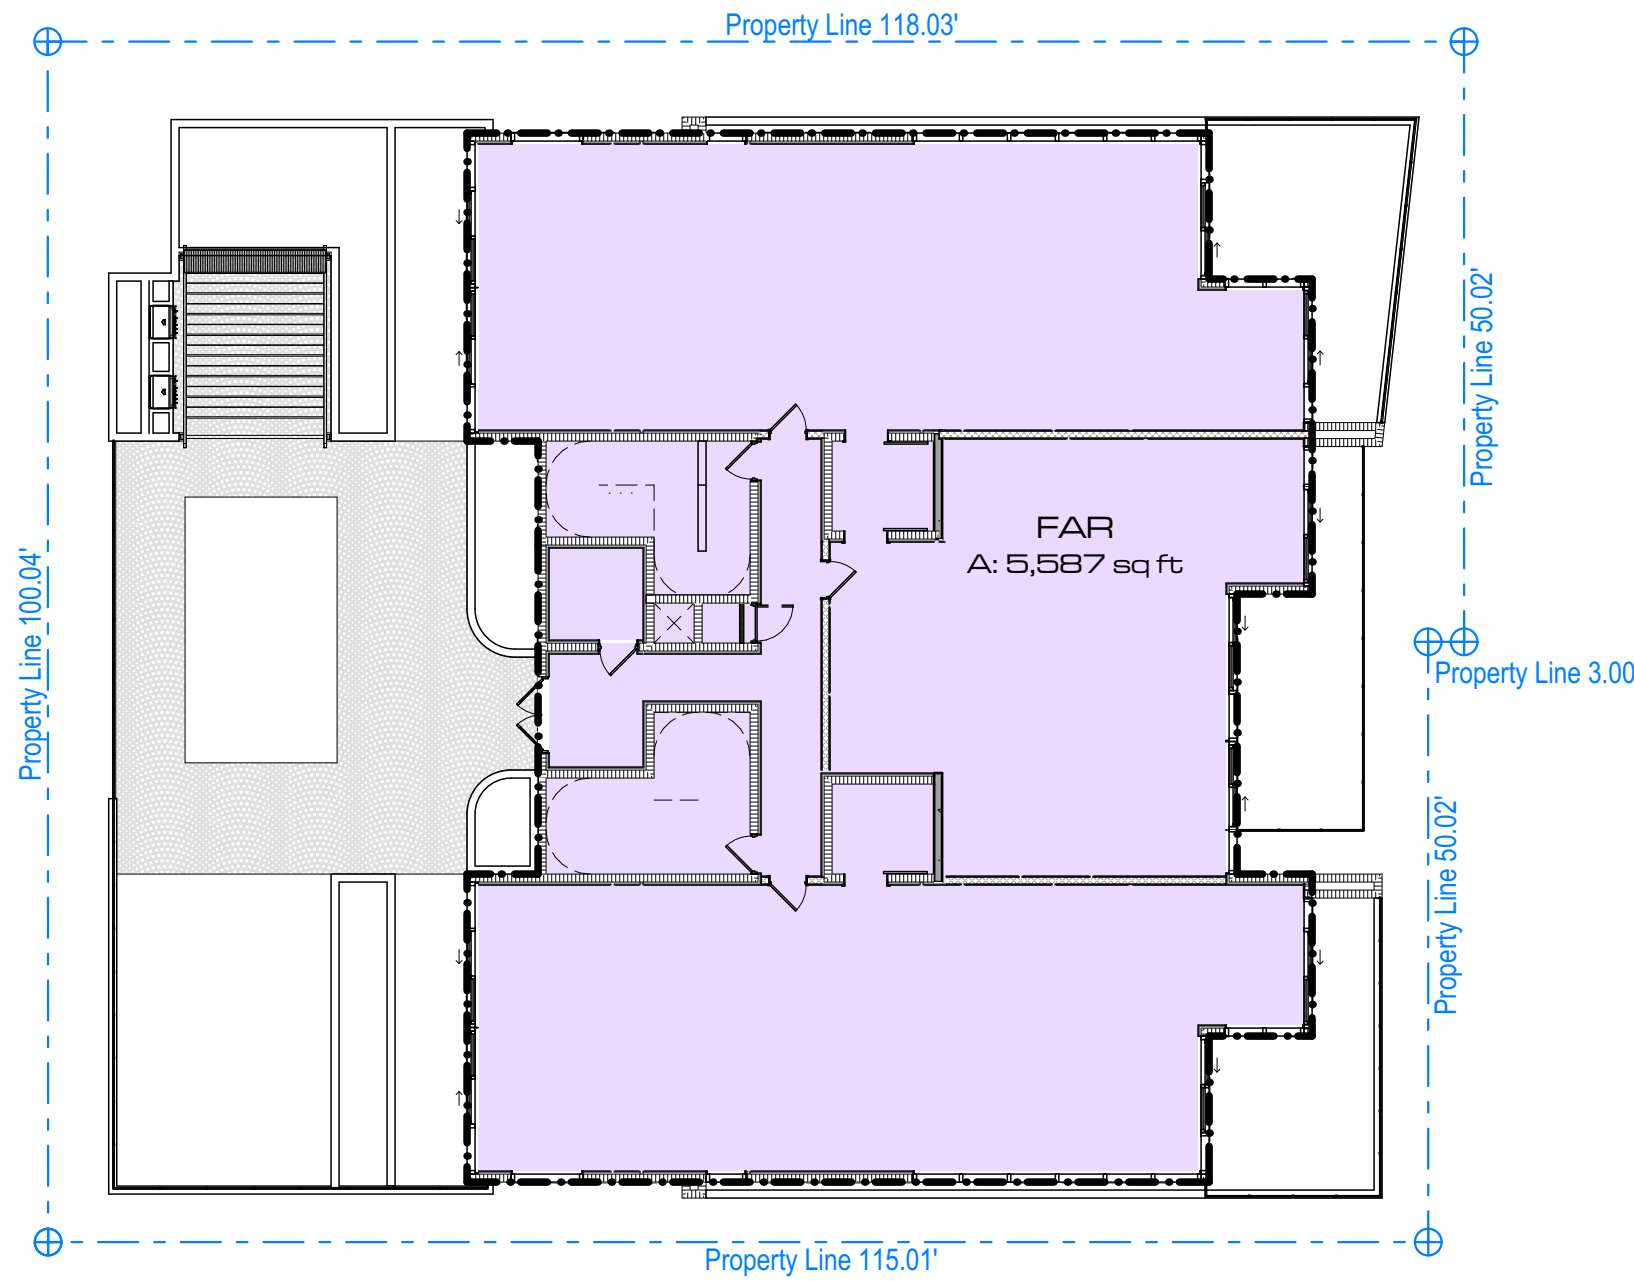 Property Line 118.03'
Property Line 50.02'
FAR
A: 5,587 sq ft
Property Line 100.04'
Property Line 3.00
Property Line 50.02'
Property Line 115.01'